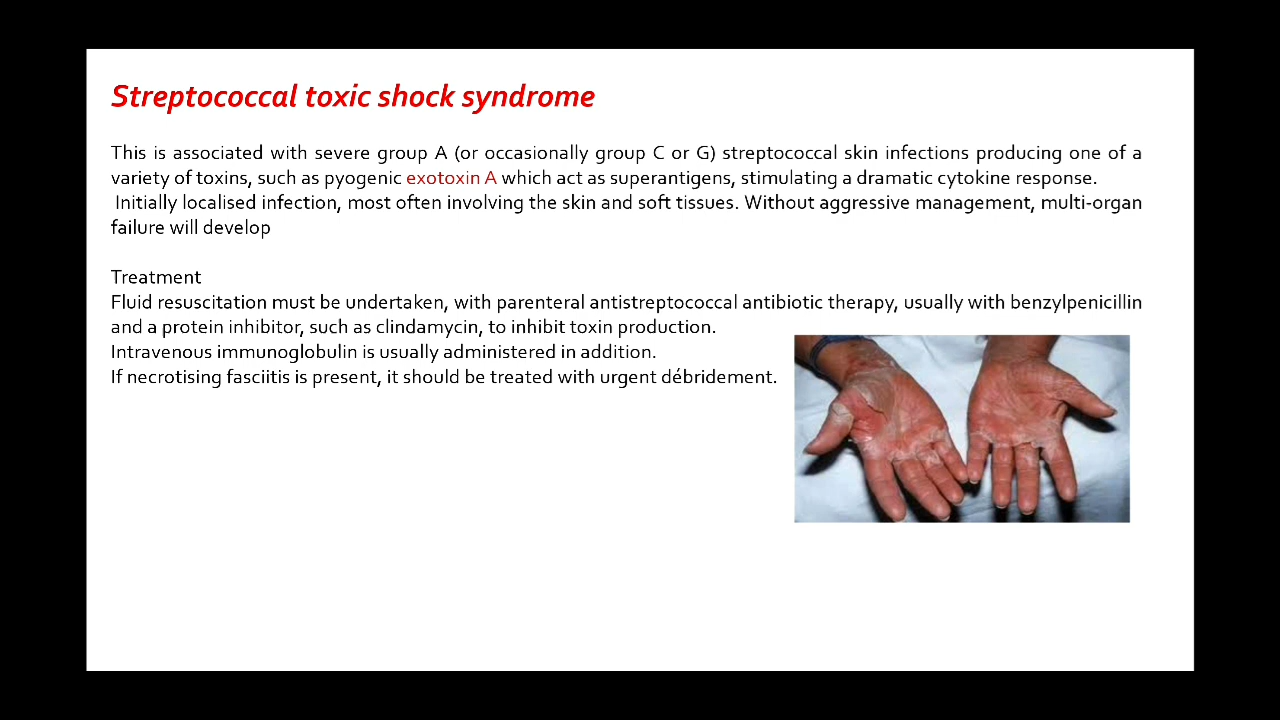 Streptococcal toxic shock syndrome
This is associated with severe group A (or occasionally group C or G) streptococcal skin infections producing one of a
variety of toxins, such as pyogenic exotoxin A which act as superantigens, stimulating a dramatic cytokine response.
Initially localised infection, most often involving the skin and soft tissues. Without aggressive management, multi-organ
failure will develop
Treatment
Fluid resuscitation must be undertaken, with parenteral antistreptococcal antibiotic therapy, usually with benzylpenicillin
and a protein inhibitor, such as clindamycin, to inhibit toxin production.
Intravenous immunoglobulin is usually administered in addition.
If necrotising fasciitis is present, it should be treated with urgent débridement.